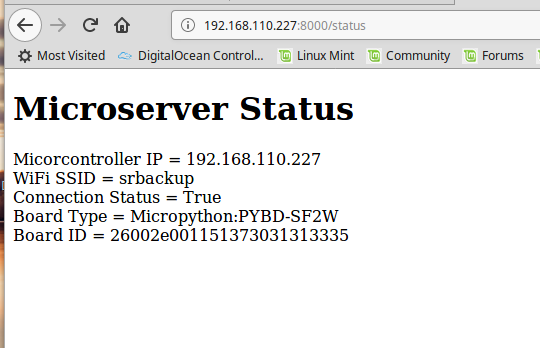 192.168.110.227:8000/status
Most Visited DigitalOcean Control... Linux Mint Community Forums
Microserver Status
Micorcontroller IP = 192.168.110.227
WiFi SSID = srbackup
Connection Status = True
Board Type = Micropython:PYBD-SF2W
Board ID = 26002e001151373031313335